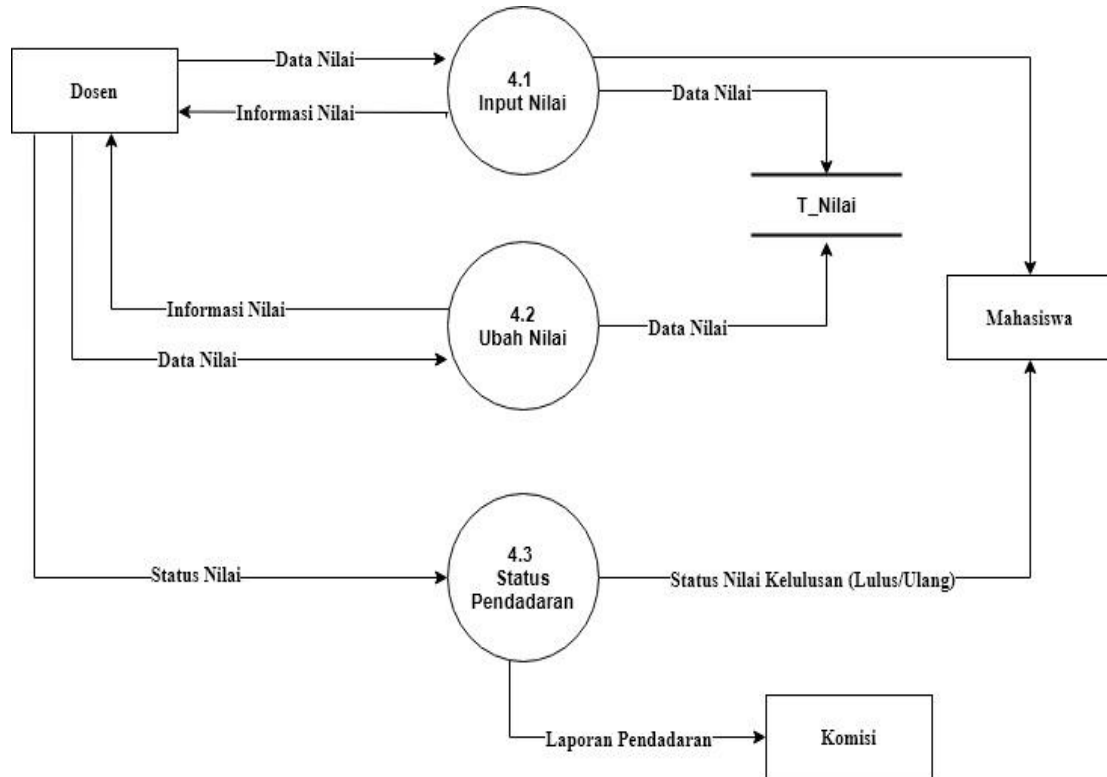 Dosen
Data Nilai
Informasi Nilai
4.1
Input Nilai
Data Nilai
T_Nilai
Mahasiswa
Informasi Nilai
Data Nilai
4.2
Ubah Nilai
Data Nilai
Status Nilai
4.3
Status
Pendadaran
Status Nilai Kelulusan (Lulus/Ulang)
Laporan Pendadaran
Komisi